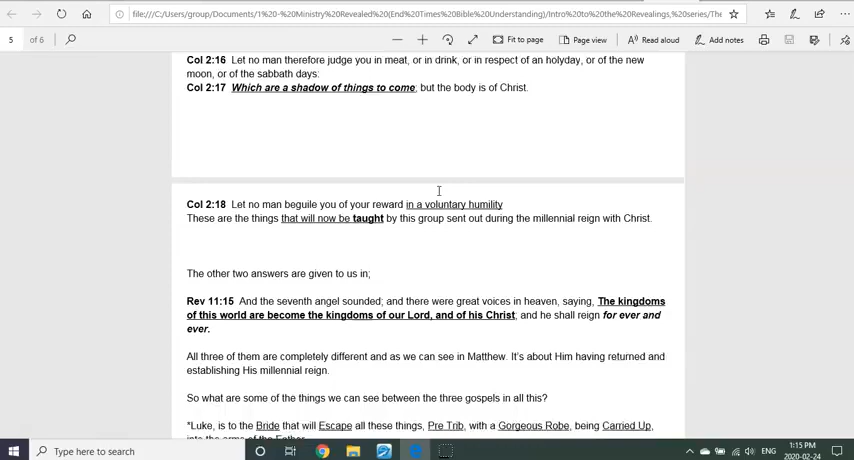 file:///C:/Users/group/Documents/1%20-%20Ministry%20Revealed%20(End%20Times%20Bible%20Understanding)/Intro%20to%20the%20Revealings,%20series/The
5 of 6
Fit to page
Page view
Read aloud
Add notes
Col 2:16 Let no man therefore judge you in meat, or in drink, or in respect of an holyday, or of the new
moon, or of the sabbath days:
Col 2:17 Which are a shadow of things to come; but the body is of Christ.
Col 2:18 Let no man beguile you of your reward in a voluntary humility
These are the things that will now be taught by this group sent out during the millennial reign with Christ.
The other two answers are given to us in;
Rev 11:15 And the seventh angel sounded; and there were great voices in heaven, saying, The kingdoms
of this world are become the kingdoms of our Lord, and of his Christ; and he shall reign for ever and
ever.
All three of them are completely different and as we can see in Matthew. It's about Him having returned and
establishing His millennial reign.
So what are some of the things we can see between the three gospels in all this?
*Luke, is to the Bride that will Escape all these things, Pre Trib, with a Gorgeous Robe, being Carried Up,
into the arms of the Father
Type here to search
ENG
1:15 PM
2020-02-24